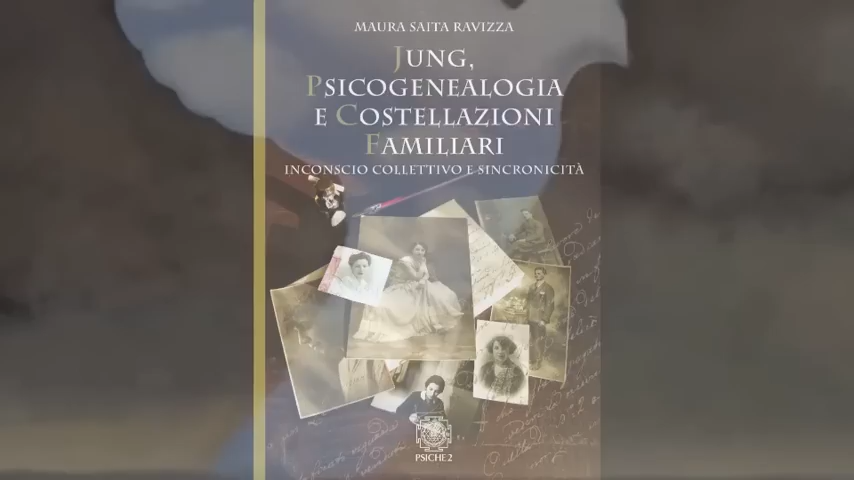 MAURA SAITA RAVIZZA
JUNG,
PSICOGENEALOGIA
E COSTELLAZIONI
FAMILIARI
INCONSCIO COLLETTIVO E SINCRONICITÀ
PSICHE 2